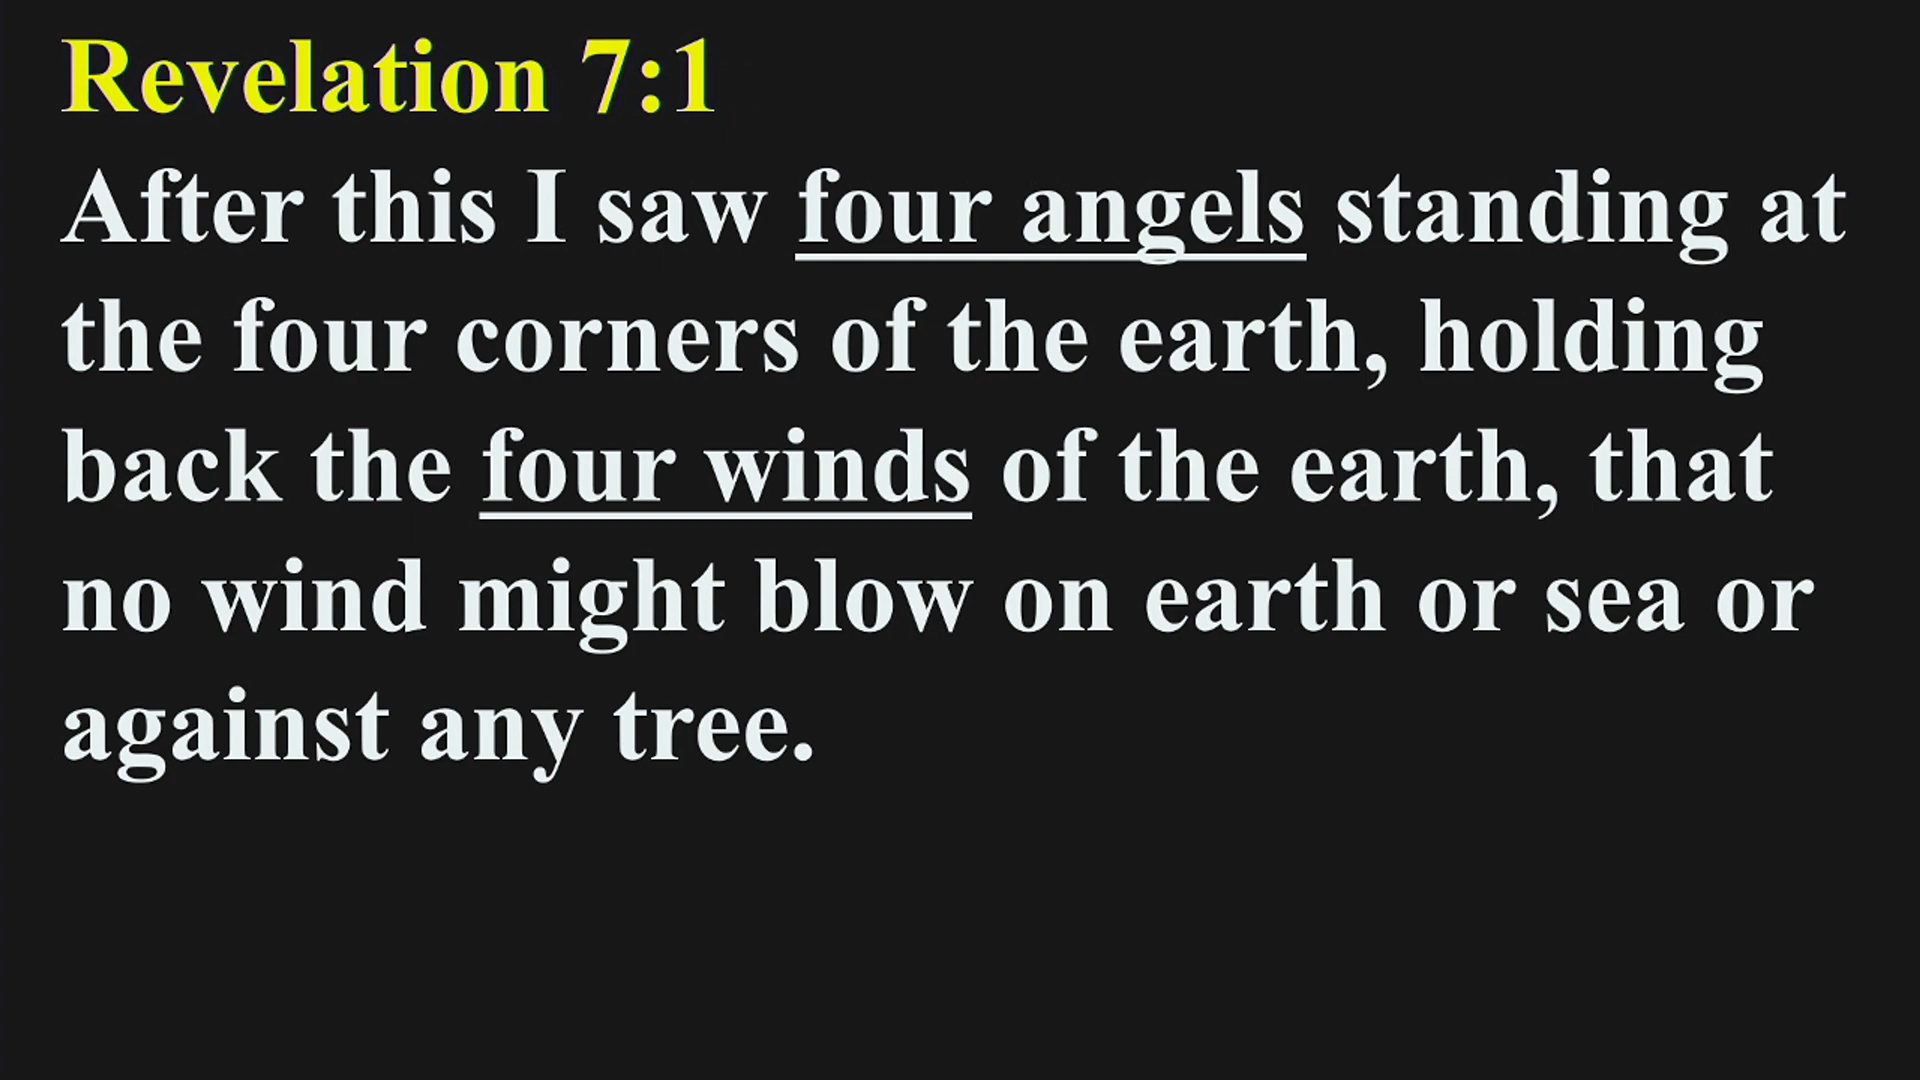 Revelation 7:1
After this I saw four angels standing at
the four corners of the earth, holding
back the four winds of the earth, that
no wind might blow on earth or sea or
against any tree.